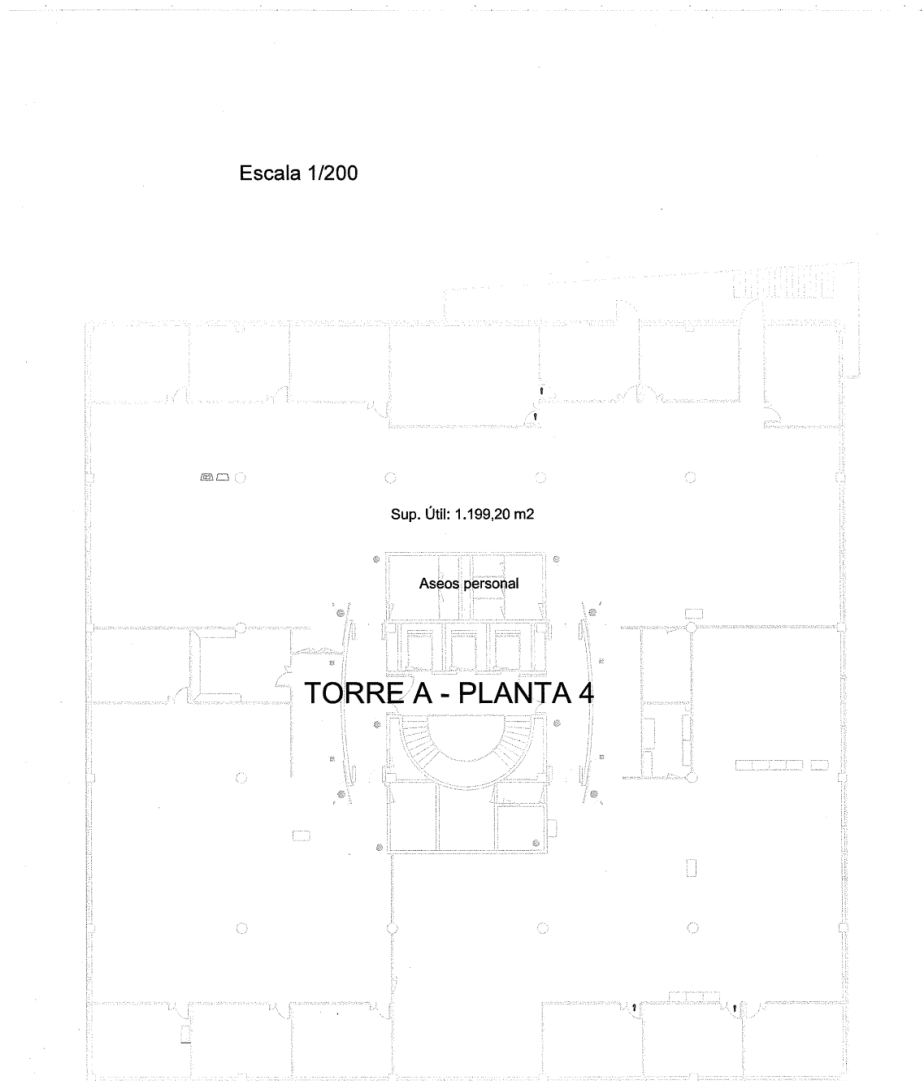 Escala 1/200
Sup. Útil: 1.199,20 m2
Aseos personal
TORRE A - PLANTA 4